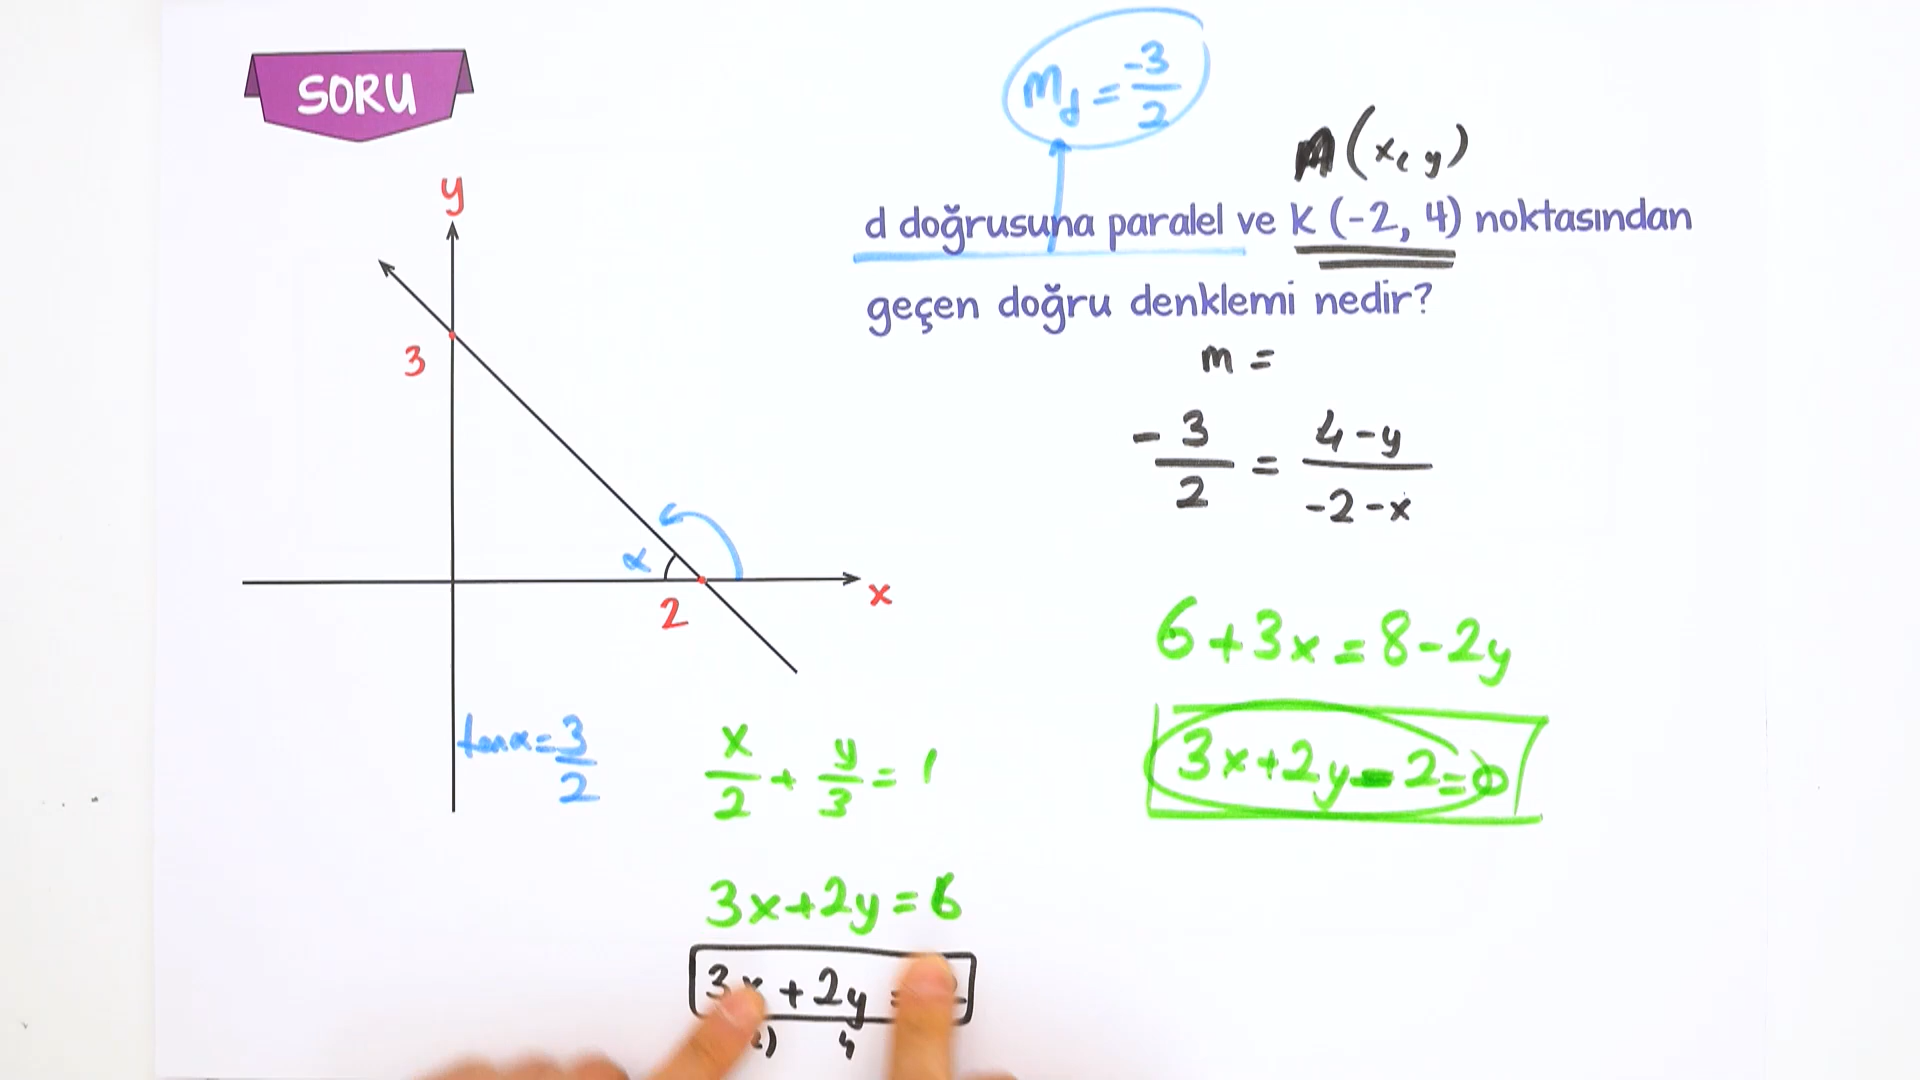 SORU
m_d = -3/2
A(x, y)
d doğrusuna paralel ve K (-2, 4) noktasından
geçen doğru denklemi nedir?
y
3
α
2
x
m =
- 3/2 = 4-y/-2-x
6+3x=8-2y
3x+2y-2=0
tanα=3/2
x/2 + y/3 = 1
3x+2y=6
3x+2y =
4